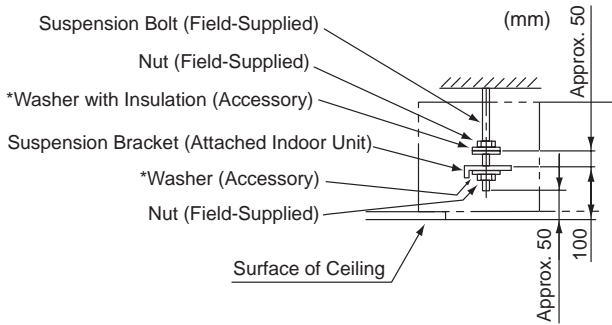 Suspension Bolt (Field-Supplied)
(mm)
Nut (Field-Supplied)
*Washer with Insulation (Accessory)
Suspension Bracket (Attached Indoor Unit)
*Washer (Accessory)
Nut (Field-Supplied)
Surface of Ceiling
Approx. 50
Approx. 50
100